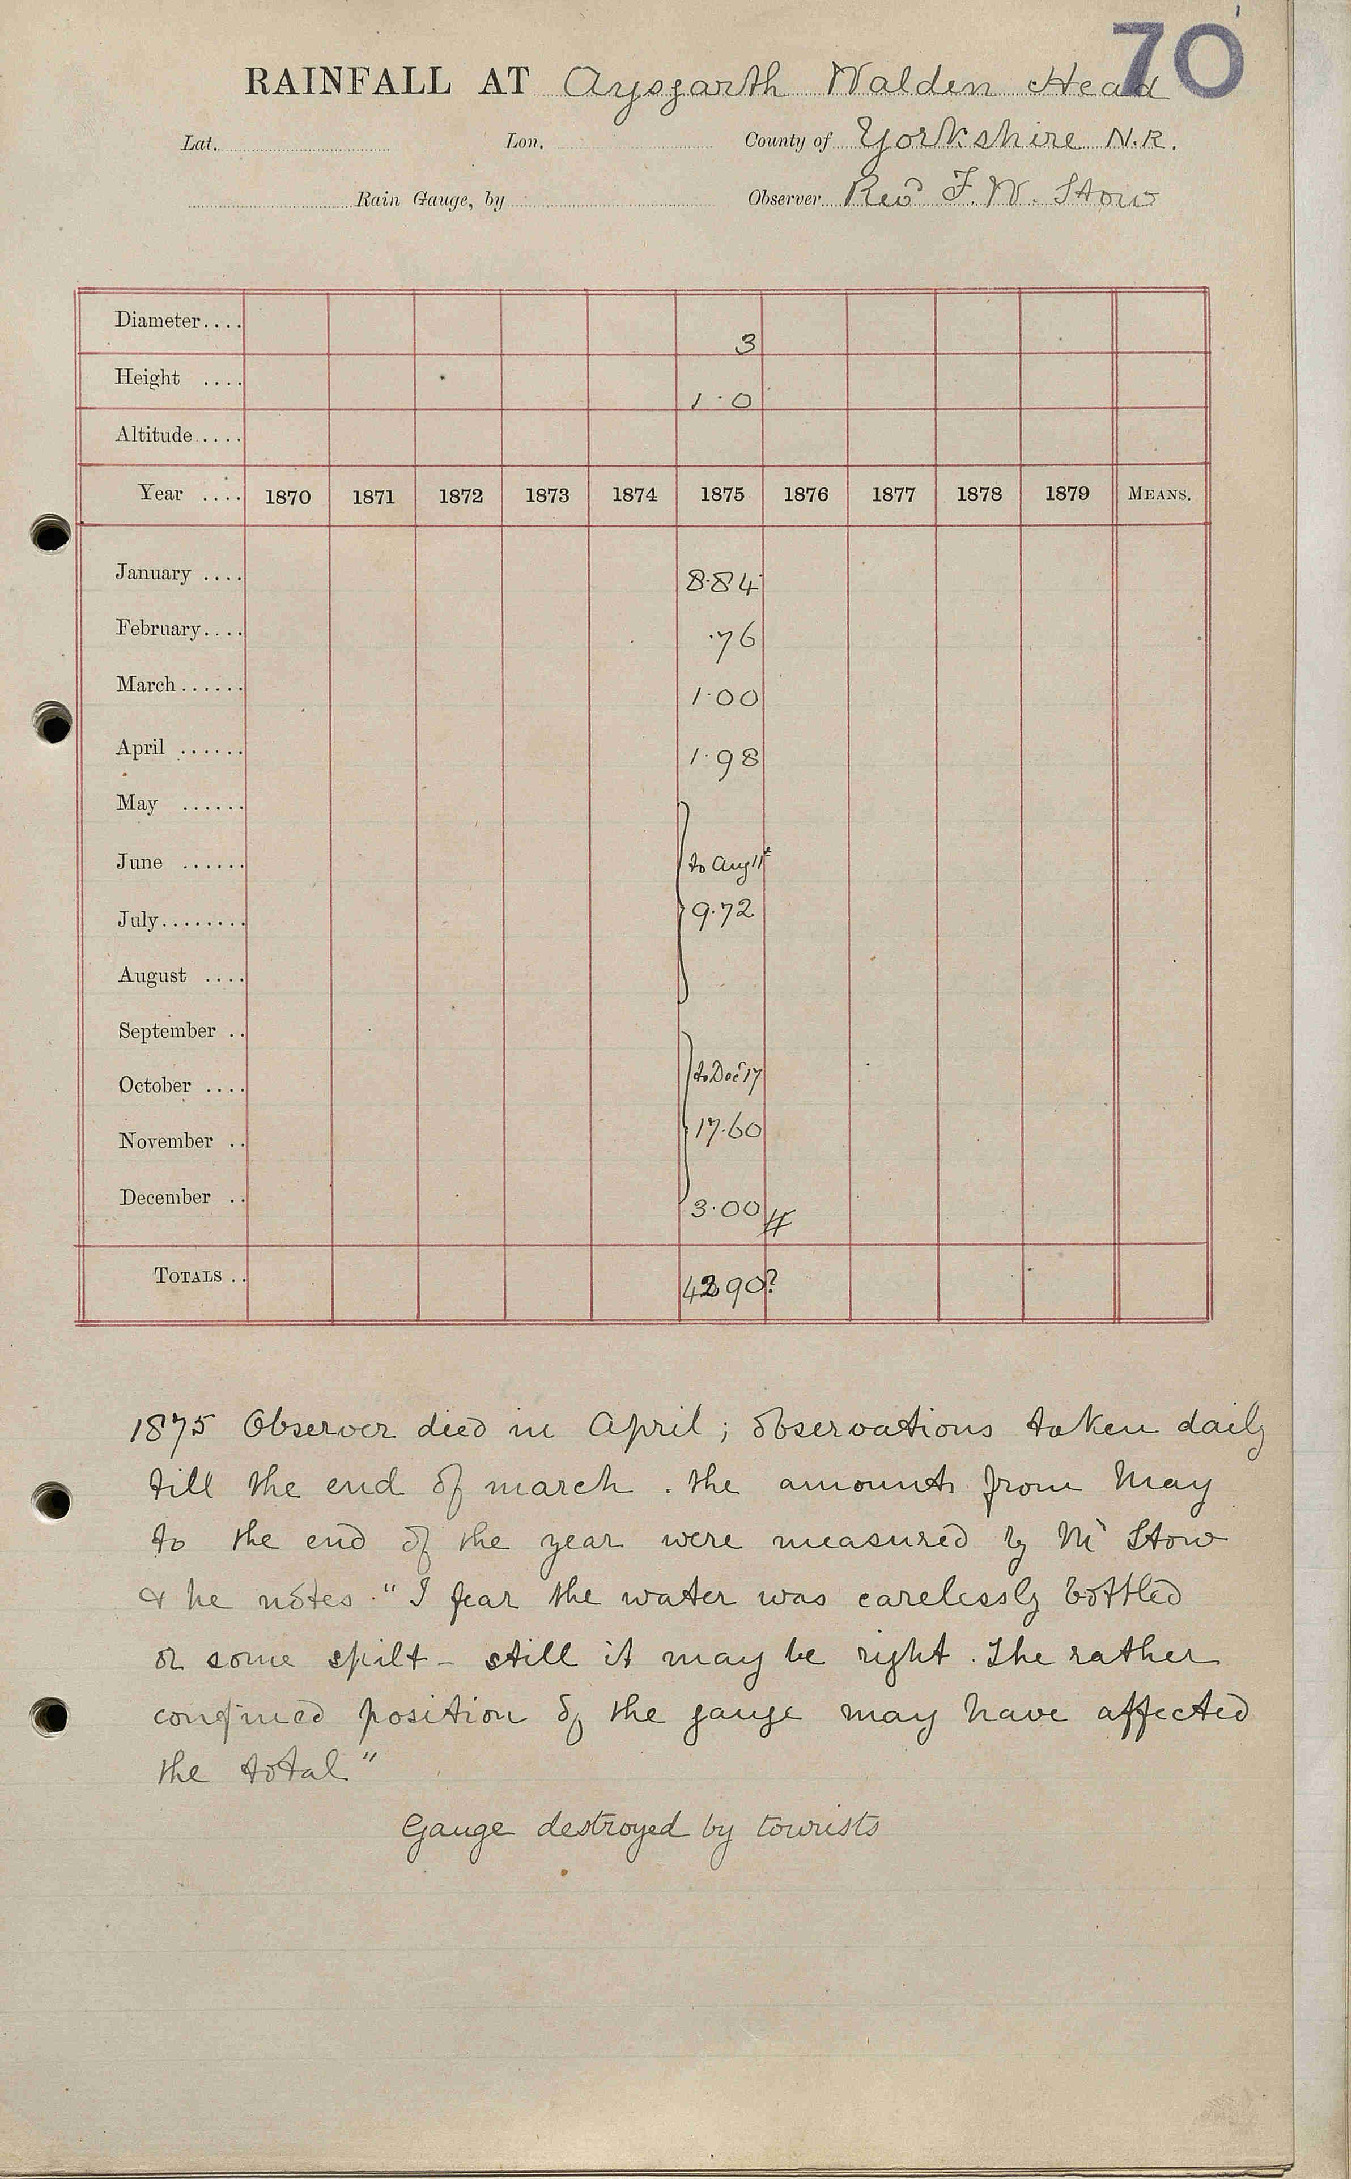 70
RAINFALL AT Aysgarth Walden Head
Lat. Lon. County of Yorkshire N.R.
Rain Gauge, by Observer Revd F. W. Stow
Diameter.... 3
Height .... 1.0
Altitude.....
Year .... 1870 1871 1872 1873 1874 1875 1876 1877 1878 1879 MEANS.
January .... 8.84
February.... .76
March...... 1.00
April ...... 1.98
May ......
June ...... to Aug 11th
July........ 9.72
August ....
September ..
October .... to Dec 17
November .. 17.60
December .. 3.00 #
TOTALS .. 42 90?
1875 Observer died in April ; observations taken daily
till the end of march . the amounts from May
to the end of the year were measured by Mr Stow
& he notes "I fear the water was carelessly bottled
or some spilt - still it may be right . The rather
confined position of the gauge may have affected
the total"
Gauge destroyed by tourists